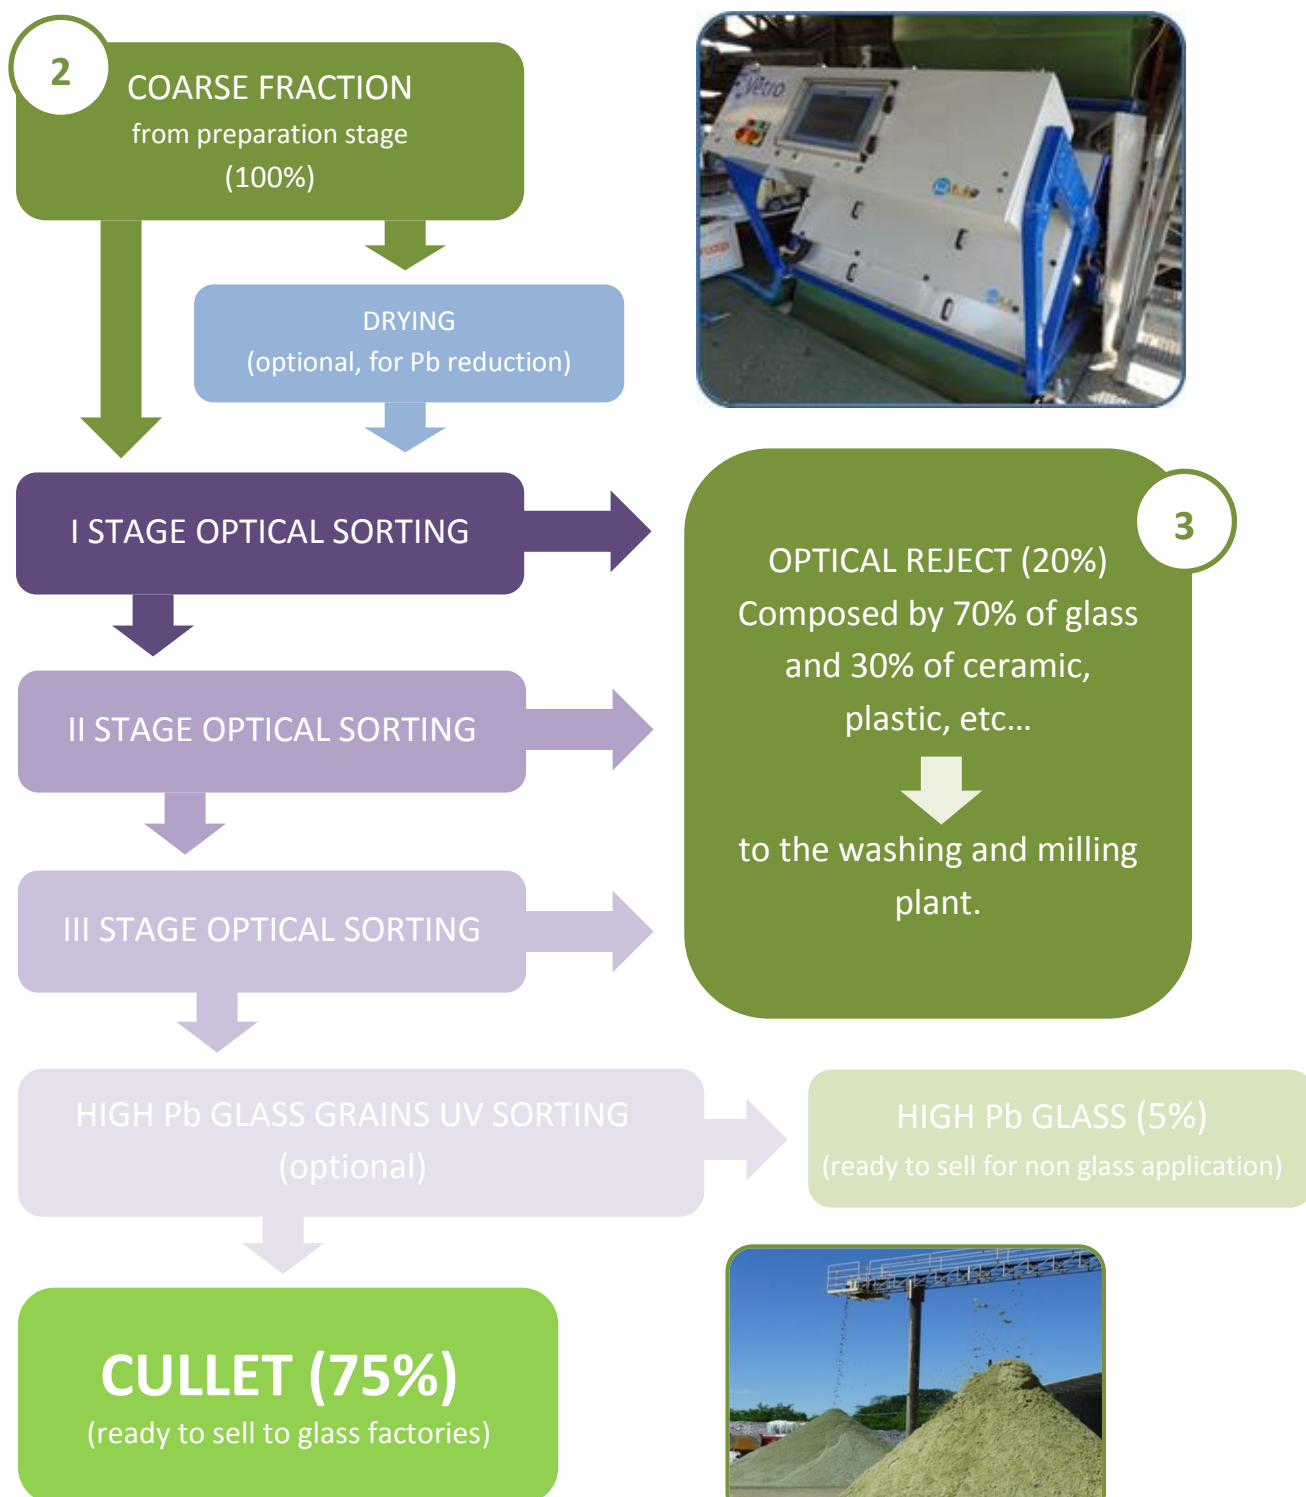 2
COARSE FRACTION
from preparation stage
(100%)
Vetro
DRYING
(optional, for Pb reduction)
I STAGE OPTICAL SORTING
3
OPTICAL REJECT (20%)
Composed by 70% of glass
and 30% of ceramic,
plastic, etc…
to the washing and milling
plant.
II STAGE OPTICAL SORTING
III STAGE OPTICAL SORTING
HIGH Pb GLASS GRAINS UV SORTING
(optional)
HIGH Pb GLASS (5%)
(ready to sell for non glass application)
CULLET (75%)
(ready to sell to glass factories)